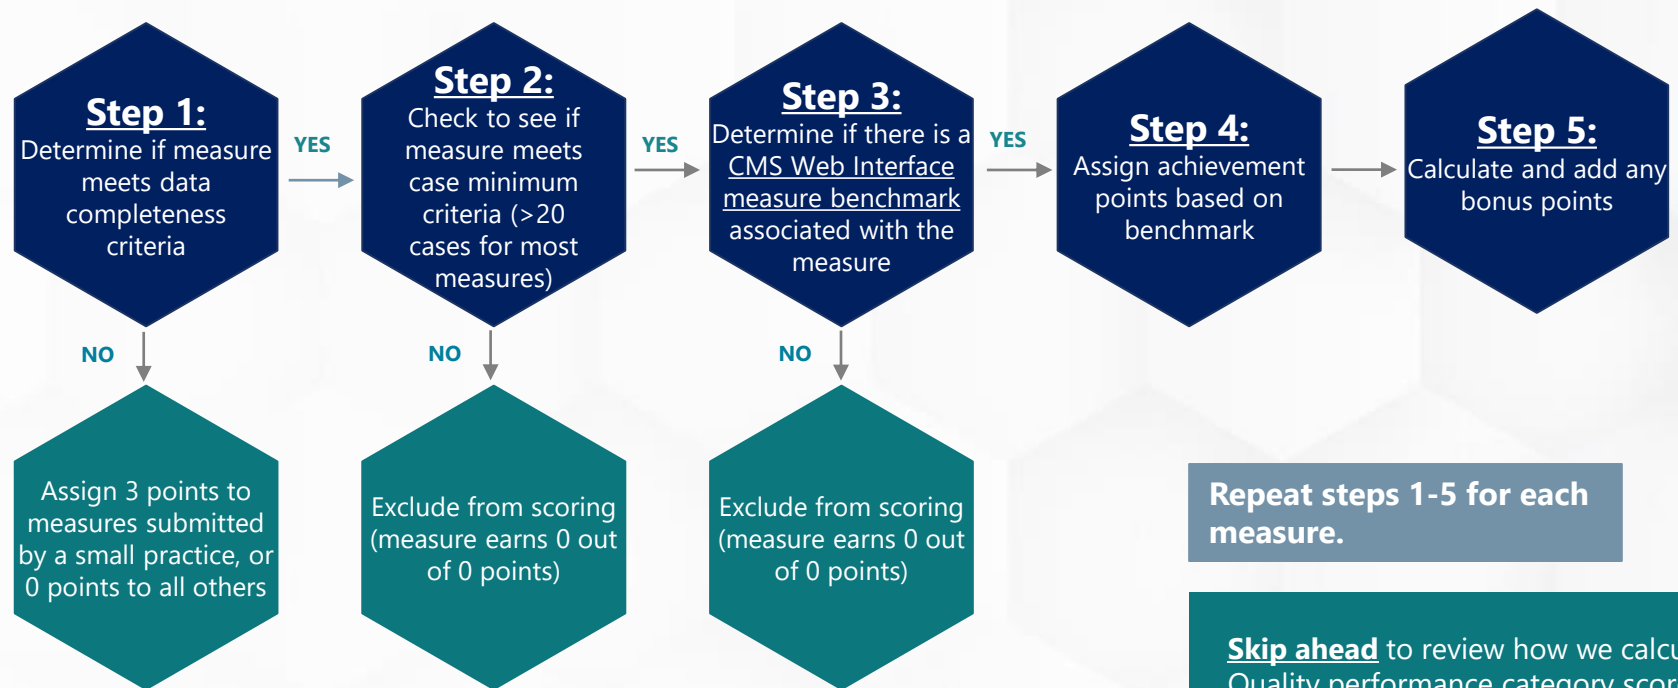 Step 1:
Determine if measure
meets data
completeness
criteria
YES
Step 2:
Check to see if
measure meets
case minimum
criteria (>20
cases for most
measures)
YES
Step 3:
Determine if there is a
CMS Web Interface
measure benchmark
associated with the
measure
YES
Step 4:
Assign achievement
points based on
benchmark
Step 5:
Calculate and add any
bonus points
NO
NO
NO
Assign 3 points to
measures submitted
by a small practice, or
0 points to all others
Exclude from scoring
(measure earns 0 out
of 0 points)
Exclude from scoring
(measure earns 0 out
of 0 points)
Repeat steps 1-5 for each
measure.
Skip ahead to review how we
Quality performance category